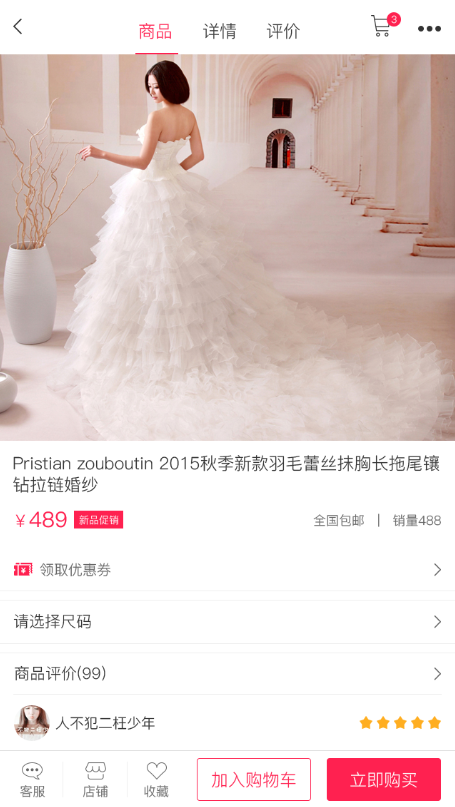 商品 详情 评价 3
Pristian zouboutin 2015秋季新款羽毛蕾丝抹胸长拖尾镶
钻拉链婚纱
¥489 新品促销 全国包邮 | 销量488
¥ 领取优惠券
请选择尺码
商品评价(99)
人不犯二枉少年
客服 店铺 收藏 加入购物车 立即购买